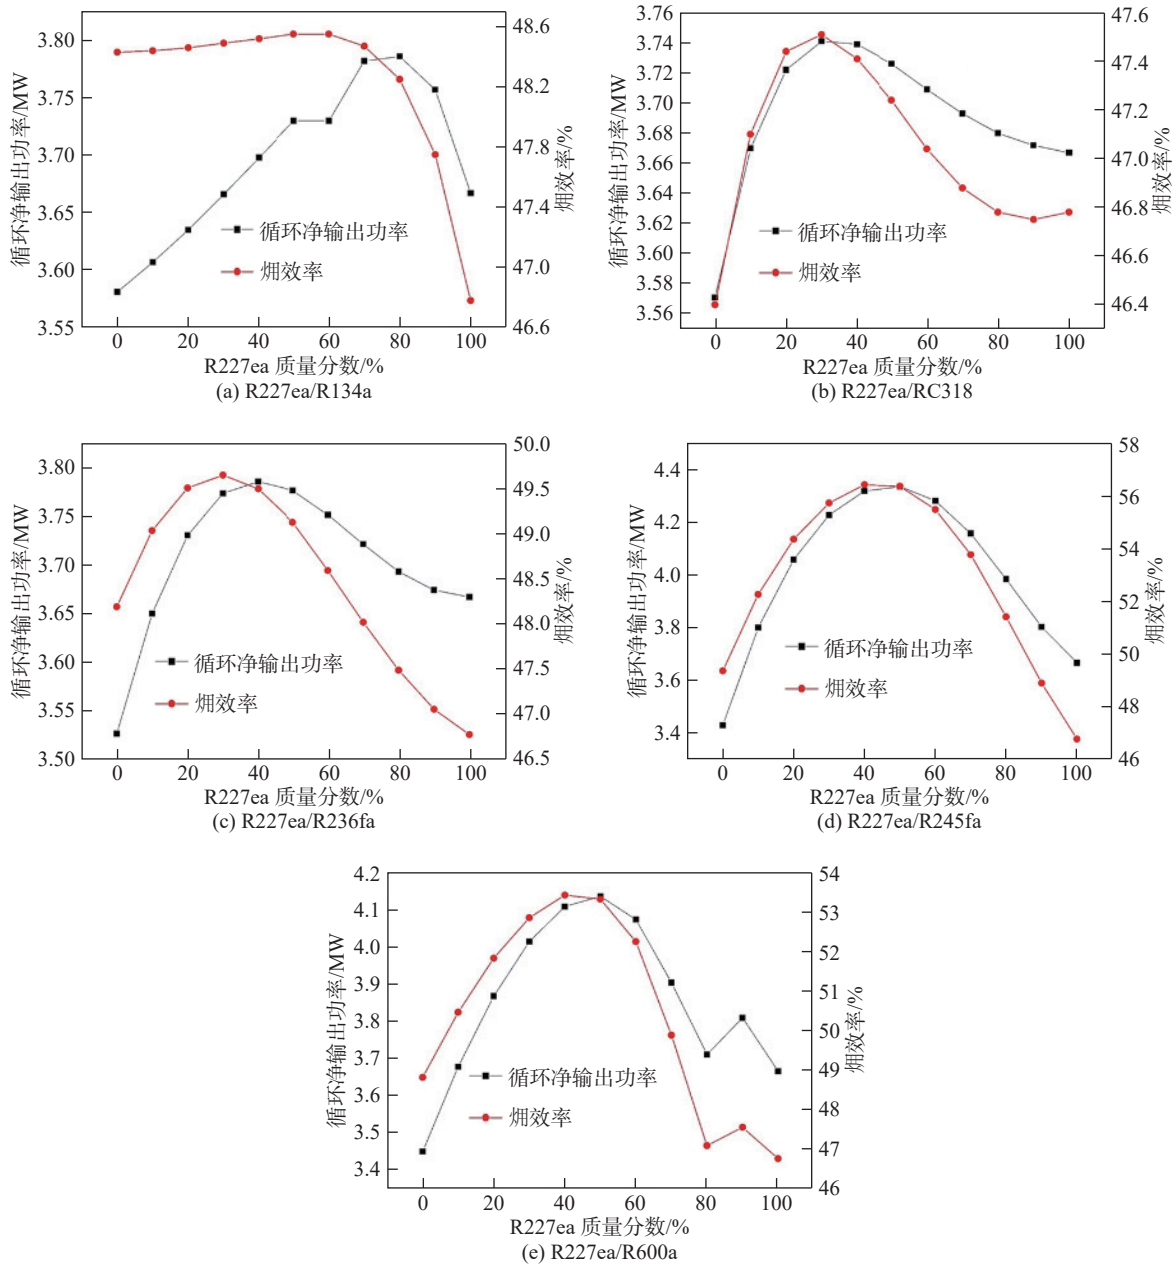 3.80
3.75
3.70
3.65
3.60
3.55
循环净输出功率/MW
48.6
48.2
47.8
47.4
47.0
46.6
㶲效率/%
循环净输出功率
㶲效率
0 20 40 60 80 100
R227ea 质量分数/%
(a) R227ea/R134a
3.76
3.74
3.72
3.70
3.68
3.66
3.64
3.62
3.60
3.58
3.56
循环净输出功率/MW
47.6
47.4
47.2
47.0
46.8
46.4
㶲效率/%
循环净输出功率
㶲效率
0 20 40 60 80 100
R227ea 质量分数/%
(b) R227ea/RC318
3.80
3.75
3.70
3.65
3.60
3.55
3.50
循环净输出功率/MW
50.0
49.5
49.0
48.5
48.0
47.5
47.0
46.5
㶲效率/%
循环净输出功率
㶲效率
0 20 40 60 80 100
R227ea 质量分数/%
(c) R227ea/R236fa
4.4
4.2
4.0
3.8
3.6
3.4
循环净输出功率/MW
58
56
54
52
50
48
46
㶲效率/%
循环净输出功率
㶲效率
0 20 40 60 80 100
R227ea 质量分数/%
(d) R227ea/R245fa
4.2
4.1
4.0
3.9
3.8
3.7
3.6
3.5
3.4
循环净输出功率/MW
54
53
52
51
50
49
48
47
46
㶲效率/%
循环净输出功率
㶲效率
0 20 40 60 80 100
R227ea 质量分数/%
(e) R227ea/R600a